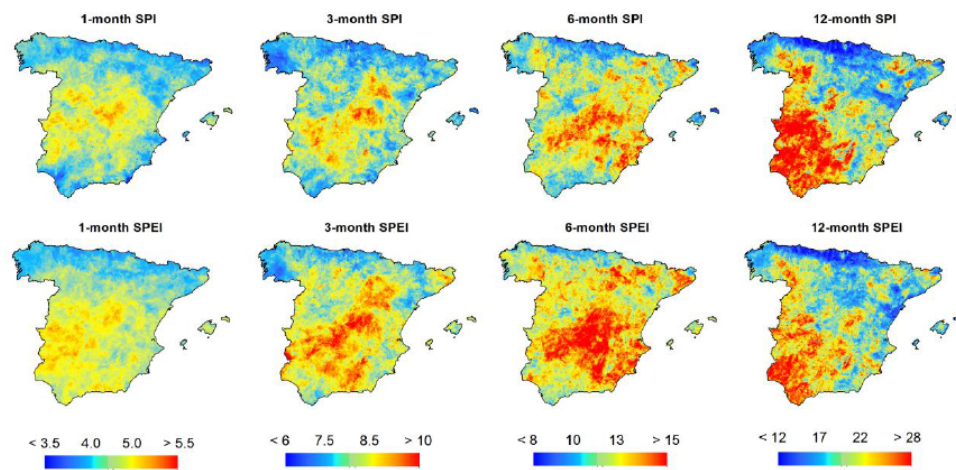 1-month SPI 3-month SPI 6-month SPI 12-month SPI
1-month SPEI 3-month SPEI 6-month SPEI 12-month SPEI
< 3.5 4.0 5.0 > 5.5 < 6 7.5 8.5 > 10 < 8 10 13 > 15 < 12 17 22 > 28